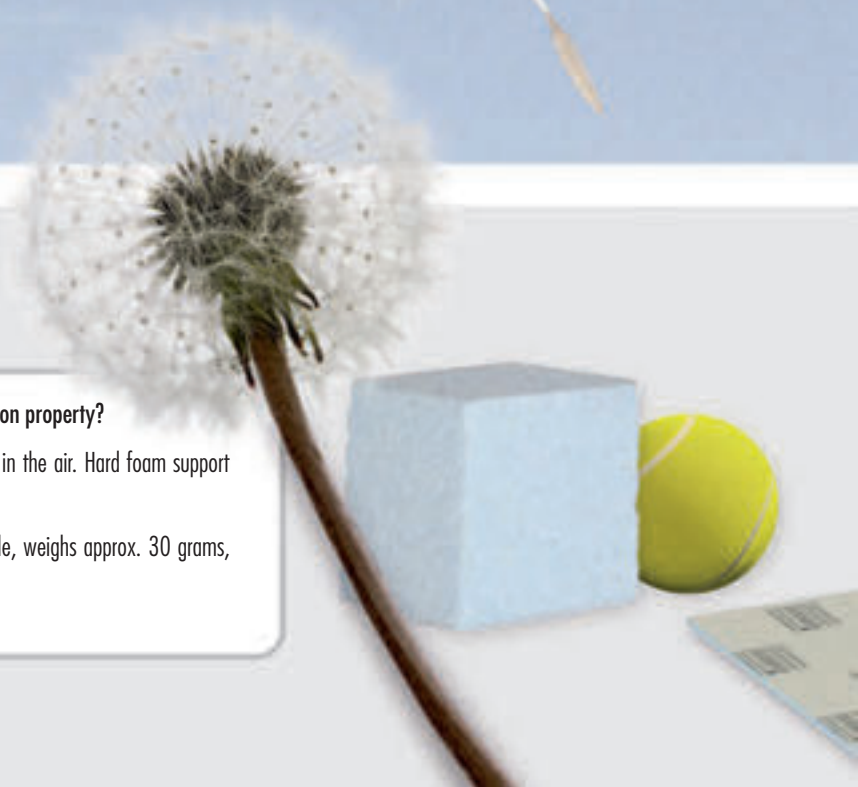 on property?
in the air. Hard foam support
le, weighs approx. 30 grams,